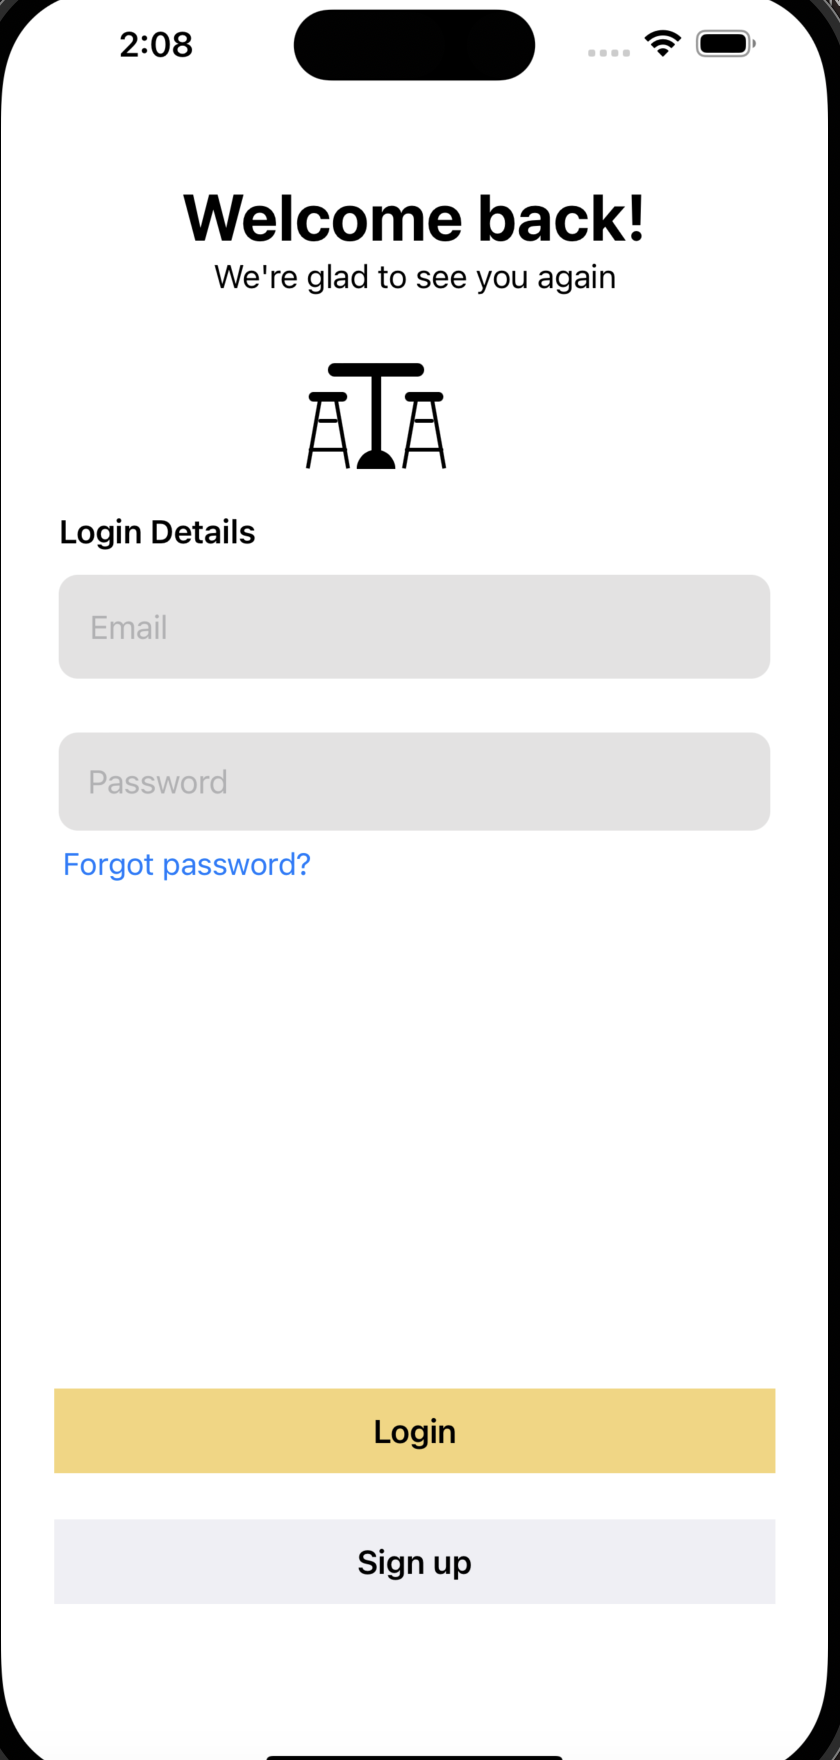 2:08
Welcome back!
We're glad to see you again
Login Details
Email
Password
Forgot password?
Login
Sign up